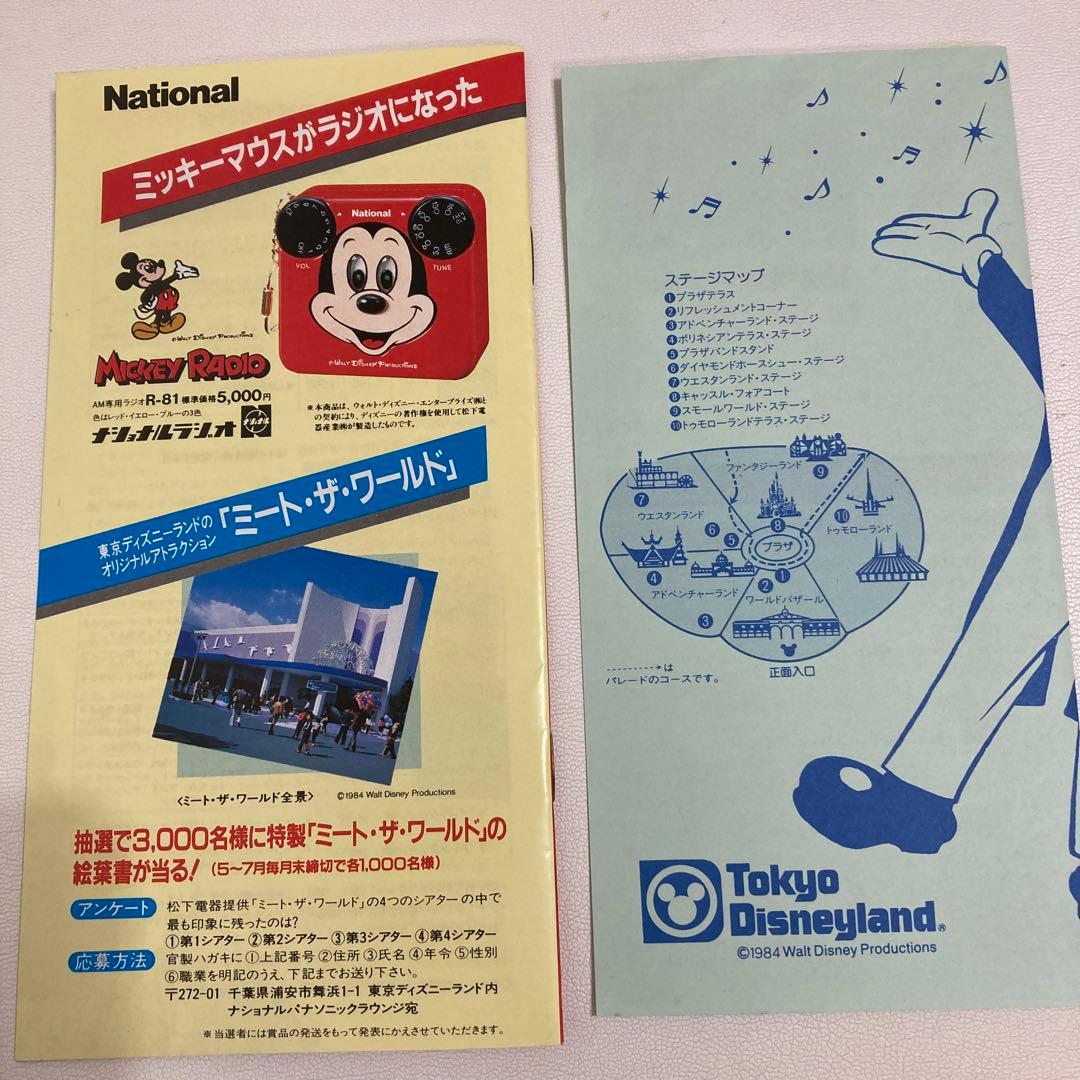 National
ミッキーマウスがラジオになった
National
VOL
TUNE
©WALT DISNEY PRODUCTIONS
©WALT DISNEY PRODUCTIONS
MICKEY RADIO
AM専用ラジオ R-81 標準価格5,000円
色はレッド・イエロー・ブルーの3色
ナショナルラジオ
※本商品は、ウォルト・ディズニー・エンタープライズ㈱と
の契約により、ディズニーの著作権を使用して松下電
器産業㈱が製造したものです。
東京ディズニーランドの
オリジナルアトラクション
「ミート・ザ・ワールド」
〈ミート・ザ・ワールド全景〉
©1984 Walt Disney Productions
抽選で3,000名様に特製「ミート・ザ・ワールド」の
絵葉書が当る！（5〜7月毎月末締切で各1,000名様）
アンケート 松下電器提供「ミート・ザ・ワールド」の4つのシアターの中で
最も印象に残ったのは？
①第1シアター ②第2シアター ③第3シアター ④第4シアター
応募方法 官製ハガキに①上記番号②住所③氏名④年令⑤性別
⑥職業を明記のうえ、下記までお送り下さい。
〒272-01 千葉県浦安市舞浜1-1 東京ディズニーランド内
ナショナルパナソニックラウンジ宛
※当選者には賞品の発送をもって発表にかえさせていただきます。
ステージマップ
❶プラザテラス
❷リフレッシュメントコーナー
❸アドベンチャーランド・ステージ
❹ポリネシアンテラス・ステージ
❺プラザバンドスタンド
❻ダイヤモンドホースシュー・ステージ
❼ウエスタンランド・ステージ
❽キャッスル・フォアコート
❾スモールワールド・ステージ
❿トゥモローランドテラス・ステージ
ファンタジーランド
❾
❼
ウエスタンランド
❽
❿
トゥモローランド
❻
❺
プラザ
❹
アドベンチャーランド
❷
❶
ワールドバザール
❸
正面入口
----------→は
パレードのコースです。
Tokyo
Disneyland®
©1984 Walt Disney Productions